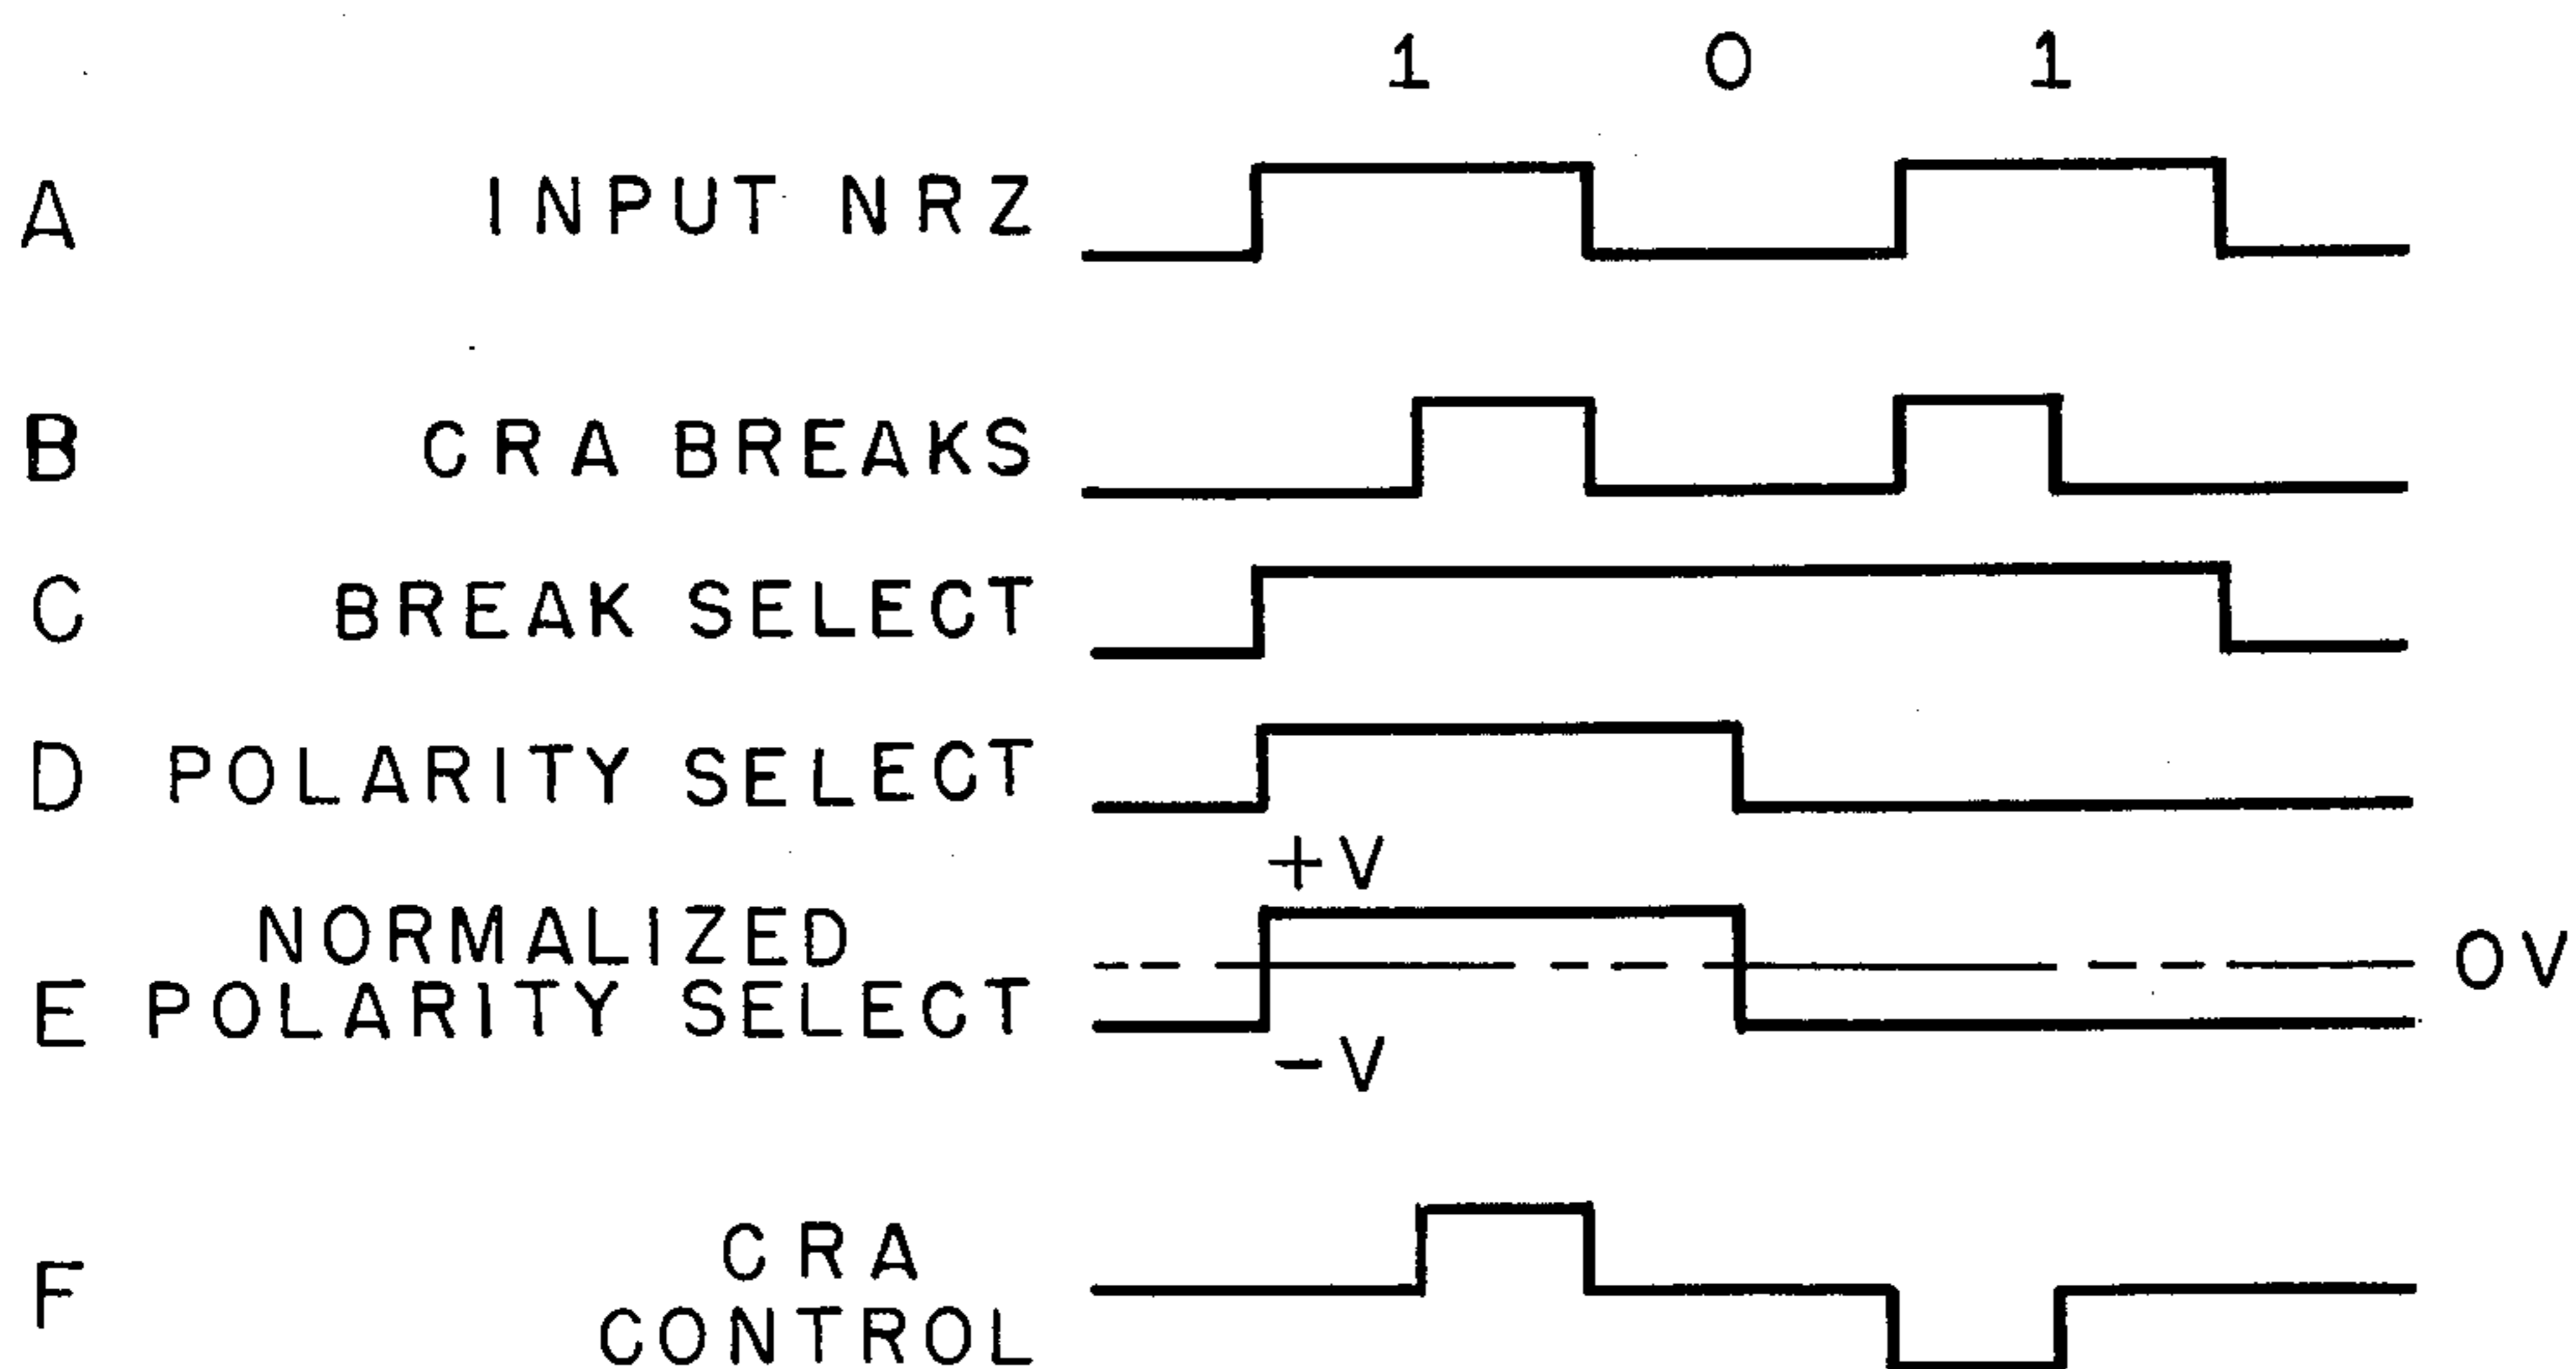 1 0 1
A INPUT NRZ
B CRA BREAKS
C BREAK SELECT
D POLARITY SELECT
+V
NORMALIZED
0V
E POLARITY SELECT
-V
CRA
F
CONTROL